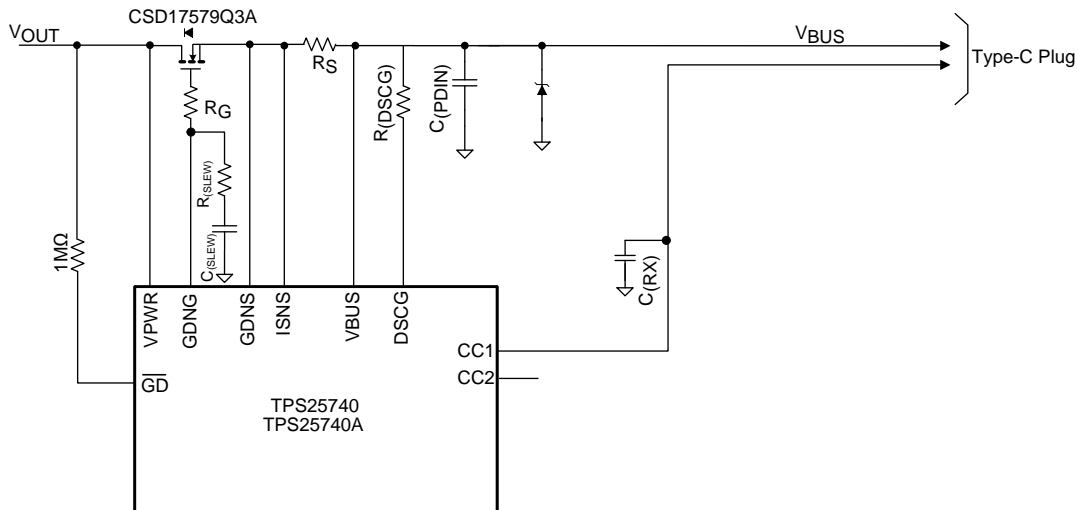 CSD17579Q3A
VOUT
VBUS
Type-C Plug
RS
RG
R(DSCG)
C(PDIN)
R(SLEW)
C(SLEW)
1MΩ
C(RX)
VPWR
GDNG
GDNS
ISNS
VBUS
DSCG
CC1
CC2
GD
TPS25740
TPS25740A